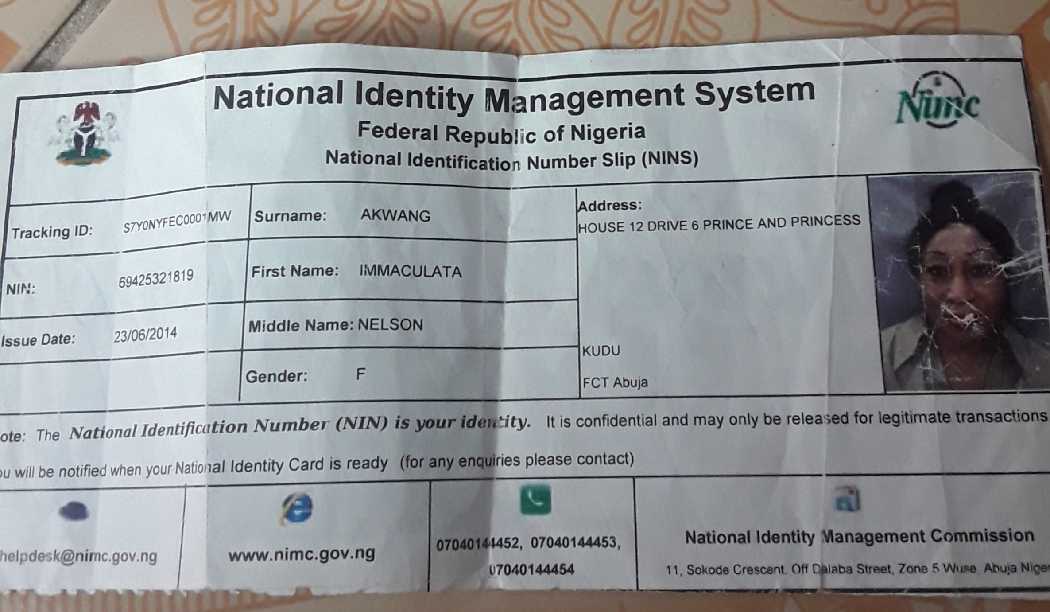 National Identity Management System
Federal Republic of Nigeria
National Identification Number Slip (NINS)
Nimc
Tracking ID: S7Y0NYFEC0001MW
Surname: AKWANG
Address:
HOUSE 12 DRIVE 6 PRINCE AND PRINCESS
NIN: 59425321819
First Name: IMMACULATA
Issue Date: 23/06/2014
Middle Name: NELSON
KUDU
Gender: F
FCT Abuja
ote: The National Identification Number (NIN) is your identity. It is confidential and may only be released for legitimate transactions
ou will be notified when your National Identity Card is ready (for any enquiries please contact)
helpdesk@nimc.gov.ng
www.nimc.gov.ng
07040144452, 07040144453,
07040144454
National Identity Management Commission
11, Sokode Crescent. Off Dalaba Street, Zone 5 Wuse. Abuja Niger